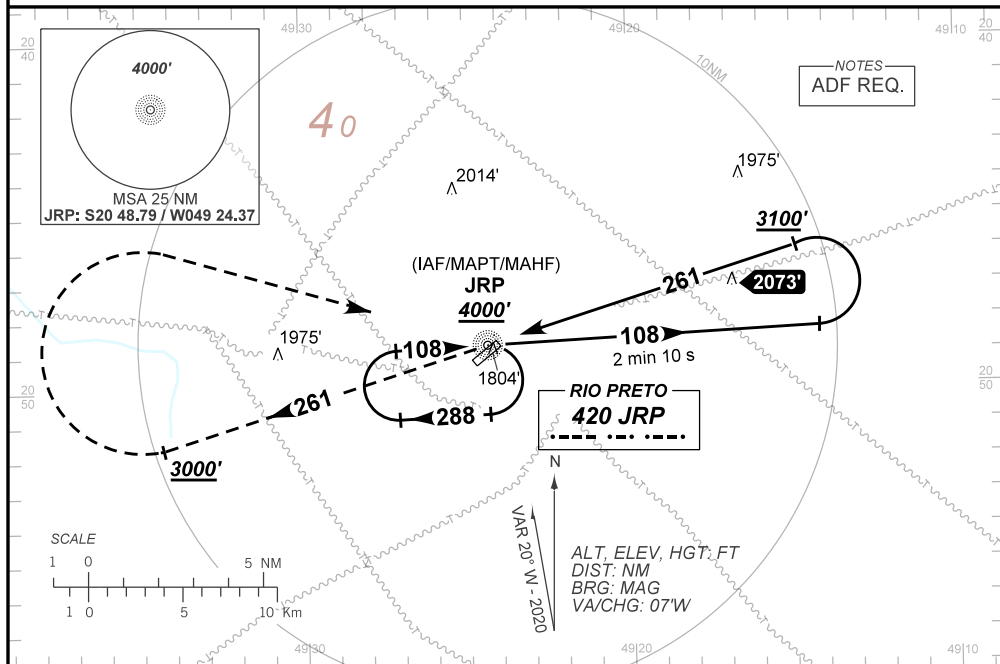 49|30
49|20
49|10
20
40
20
40
4000'
MSA 25 NM
JRP: S20 48.79 / W049 24.37
40
10NM
NOTES
ADF REQ.
2014'
1975'
3100'
(IAF/MAPT/MAHF)
JRP
4000'
261
2073'
108
2 min 10 s
1975'
108
1804'
261
288
3000'
20
50
20
50
RIO PRETO
420 JRP
N
VAR 20° W - 2020
SCALE
1 0 5 NM
1 0 5 10 Km
ALT, ELEV, HGT: FT
DIST: NM
BRG: MAG
VA/CHG: 07'W
49|30
49|20
49|10